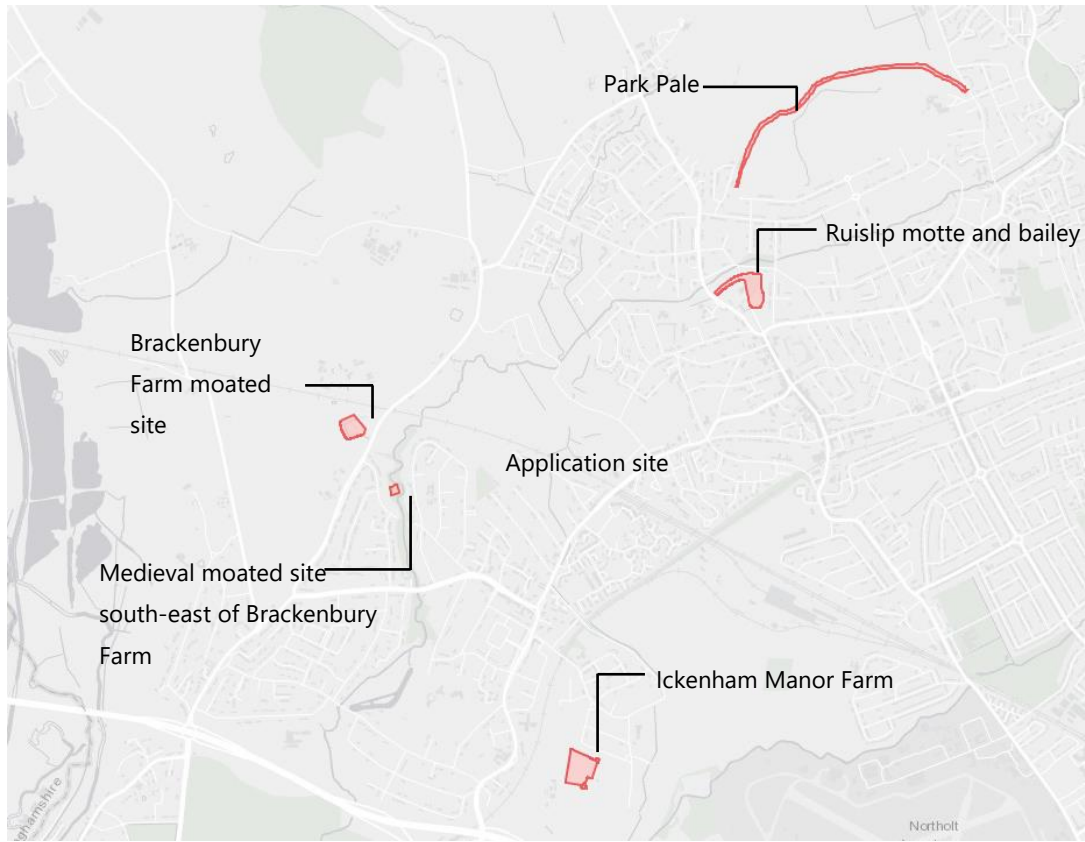 Park Pale
Ruislip motte and bailey
Brackenbury
Farm moated
site
Application site
Medieval moated site
south-east of Brackenbury
Farm
Ickenham Manor Farm
Northolt
nghamshire